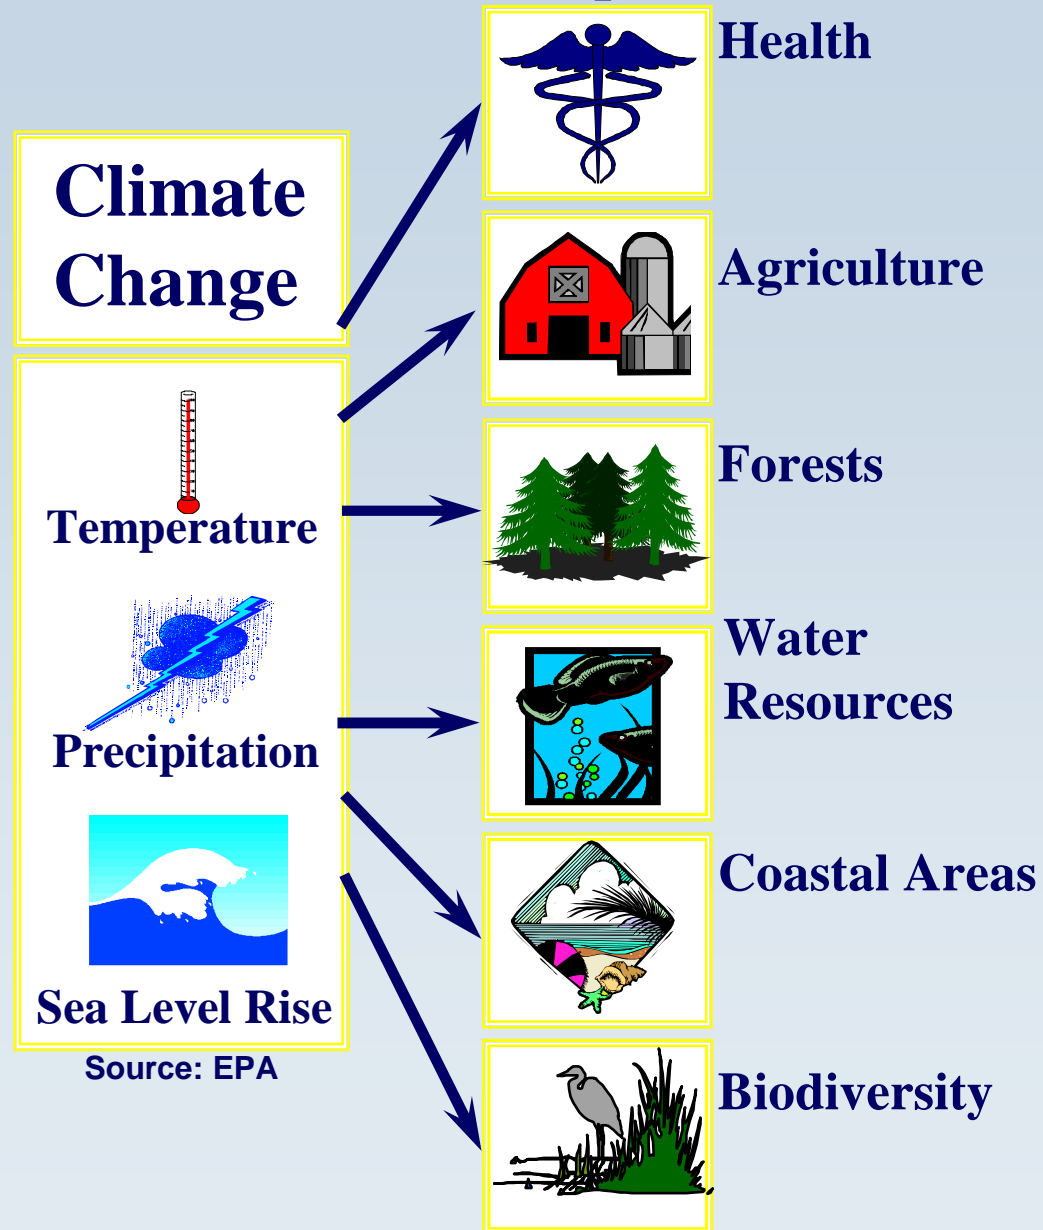 Climate
Change
Temperature
Precipitation
Sea Level Rise
Source: EPA
Health
Agriculture
Forests
Water
Resources
Coastal Areas
Biodiversity